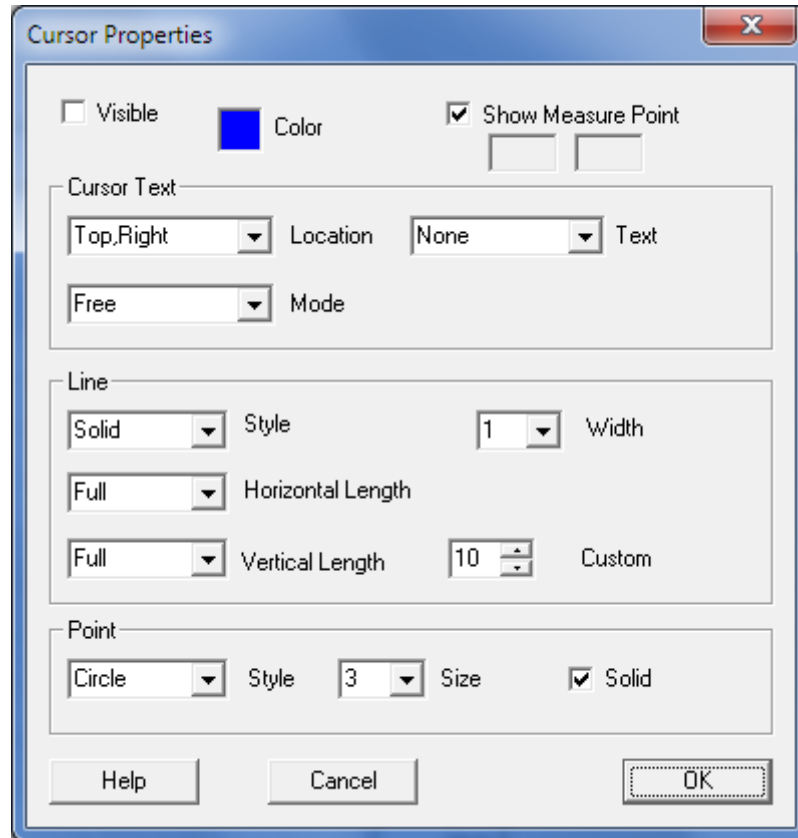 Cursor Properties
Visible
Color
Show Measure Point
Cursor Text
Top,Right Location None Text
Free Mode
Line
Solid Style 1 Width
Full Horizontal Length
Full Vertical Length 10 Custom
Point
Circle Style 3 Size Solid
Help Cancel OK